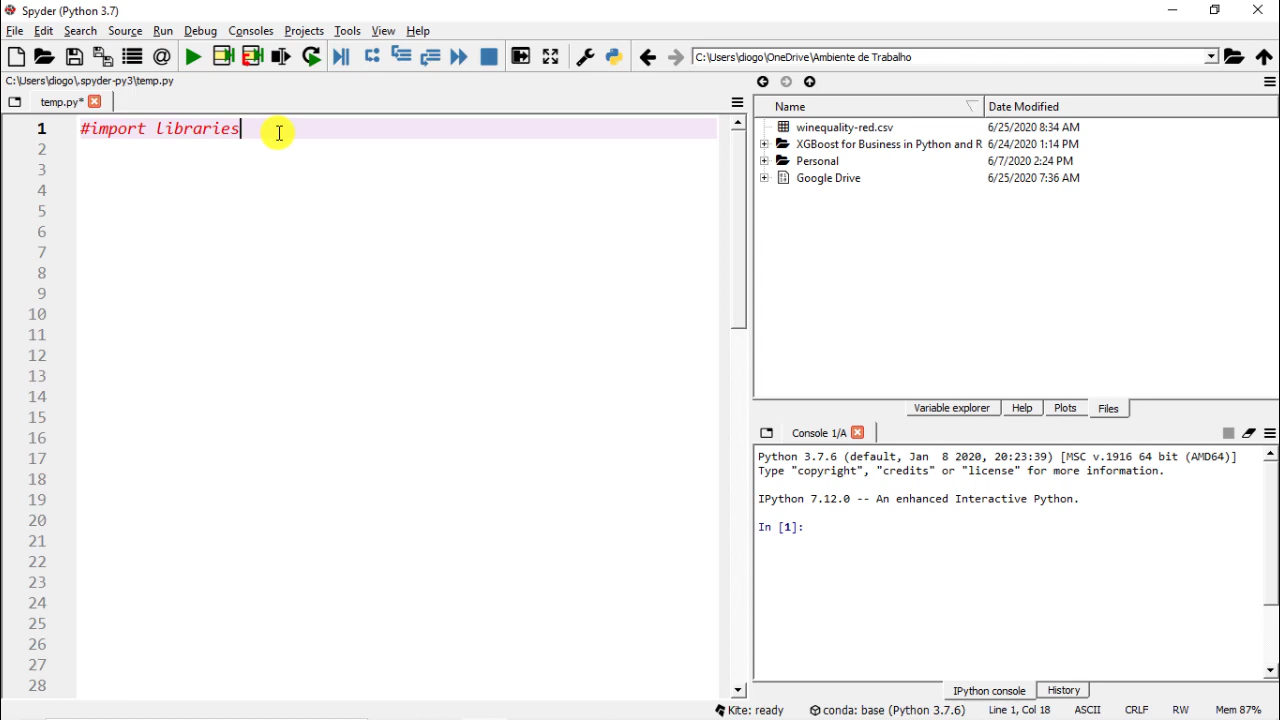 Spyder (Python 3.7)
File Edit Search Source Run Debug Consoles Projects Tools View Help
C:\Users\diogo\OneDrive\Ambiente de Trabalho
C:\Users\diogo\.spyder-py3\temp.py
temp.py*
1 #import libraries
2
3
4
5
6
7
8
9
10
11
12
13
14
15
16
17
18
19
20
21
22
23
24
25
26
27
28
Name Date Modified
winequality-red.csv 6/25/2020 8:34 AM
XGBoost for Business in Python and R 6/24/2020 1:14 PM
Personal 6/7/2020 2:24 PM
Google Drive 6/25/2020 7:36 AM
Variable explorer Help Plots Files
Console 1/A
Python 3.7.6 (default, Jan 8 2020, 20:23:39) [MSC v.1916 64 bit (AMD64)]
Type "copyright", "credits" or "license" for more information.
IPython 7.12.0 -- An enhanced Interactive Python.
In [1]:
IPython console History
Kite: ready conda: base (Python 3.7.6) Line 1, Col 18 ASCII CRLF RW Mem 87%